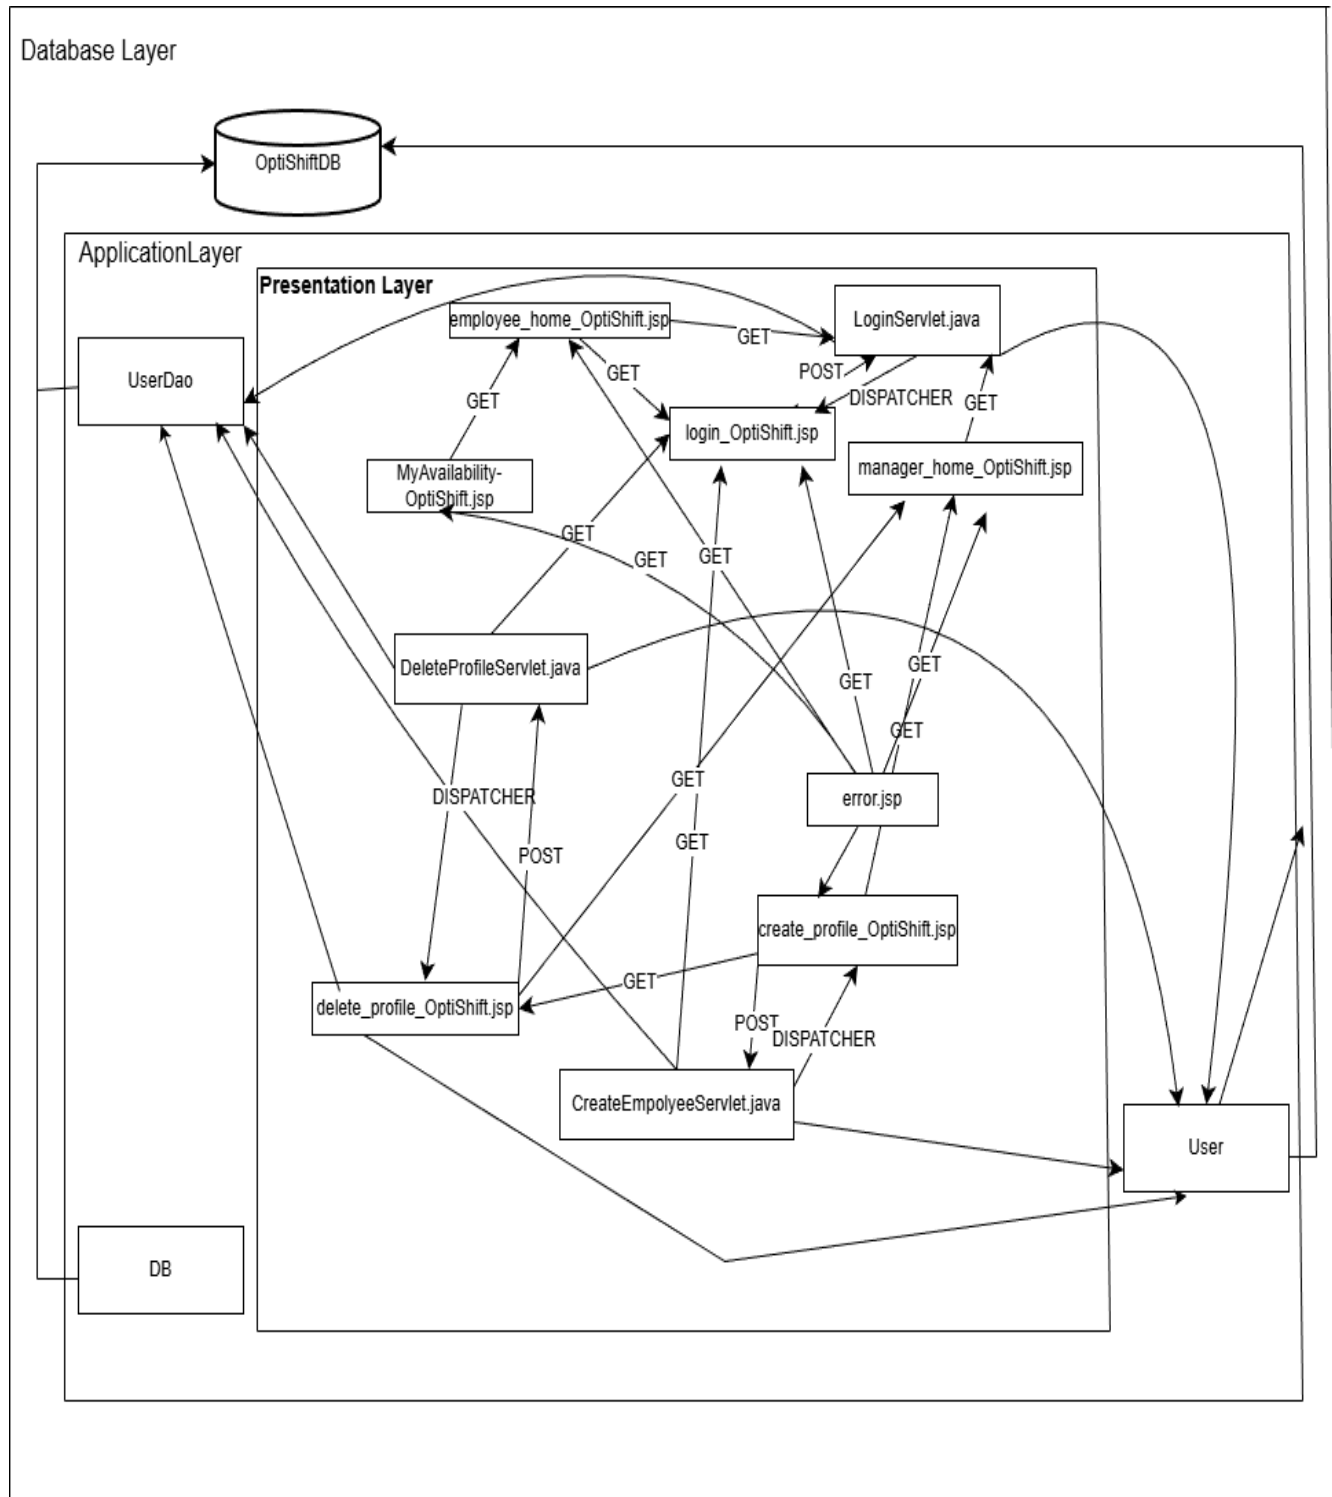 Database Layer
OptiShiftDB
ApplicationLayer
Presentation Layer
employee_home_OptiShift.jsp
LoginServlet.java
GET
UserDao
GET
POST
DISPATCHER
GET
GET
login_OptiShift.jsp
manager_home_OptiShift.jsp
MyAvailability-
OptiShift.jsp
GET
GET
GET
DeleteProfileServlet.java
GET
GET
GET
GET
DISPATCHER
error.jsp
GET
POST
create_profile_OptiShift.jsp
GET
delete_profile_OptiShift.jsp
POST
DISPATCHER
CreateEmpolyeeServlet.java
User
DB